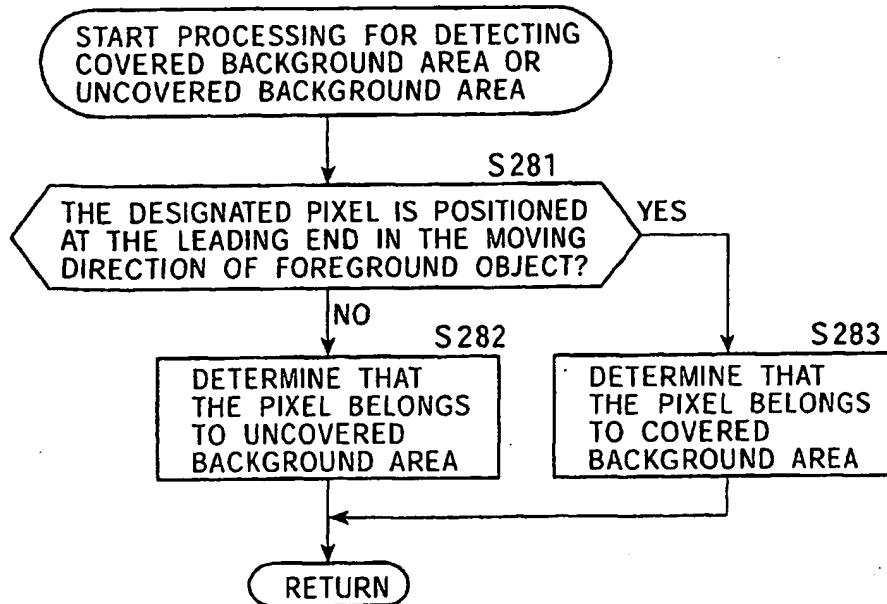 START PROCESSING FOR DETECTING
COVERED BACKGROUND AREA OR
UNCOVERED BACKGROUND AREA
S281
THE DESIGNATED PIXEL IS POSITIONED
AT THE LEADING END IN THE MOVING
DIRECTION OF FOREGROUND OBJECT?
YES
NO
S282
DETERMINE THAT
THE PIXEL BELONGS
TO UNCOVERED
BACKGROUND AREA
S283
DETERMINE THAT
THE PIXEL BELONGS
TO COVERED
BACKGROUND AREA
RETURN